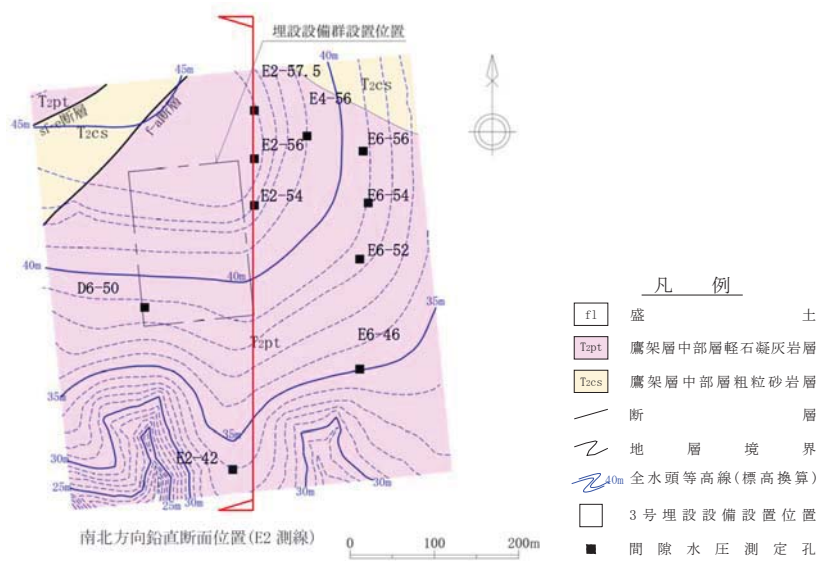 埋設設備群設置位置
45m
40m
E2-57.5
T2cs
T2pt
E4-56
sf-e断層
f-a断層
45m
T2cs
E6-56
E2-56
E2-54
E6-54
E6-52
40m
40m
D6-50
35m
T2pt
E6-46
35m
35m
E2-42
30m
25m
25m
30m
30m
30m
南北方向鉛直断面位置(E2 測線)
0 100 200m
凡 例
fl 盛 土
T2pt 鷹架層中部層軽石凝灰岩層
T2cs 鷹架層中部層粗粒砂岩層
断 層
地 層 境 界
40m 全水頭等高線(標高換算)
3号埋設設備設置位置
間 隙 水 圧 測 定 孔